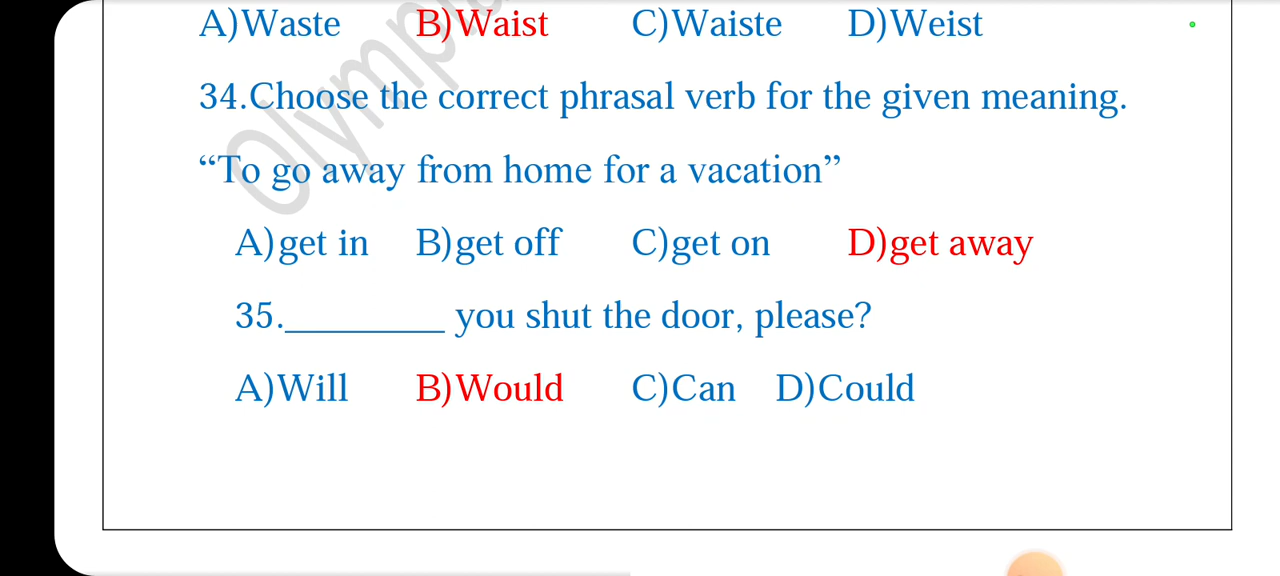 A)Waste B)Waist C)Waiste D)Weist
34.Choose the correct phrasal verb for the given meaning.
“To go away from home for a vacation”
A)get in B)get off C)get on D)get away
35.________ you shut the door, please?
A)Will B)Would C)Can D)Could